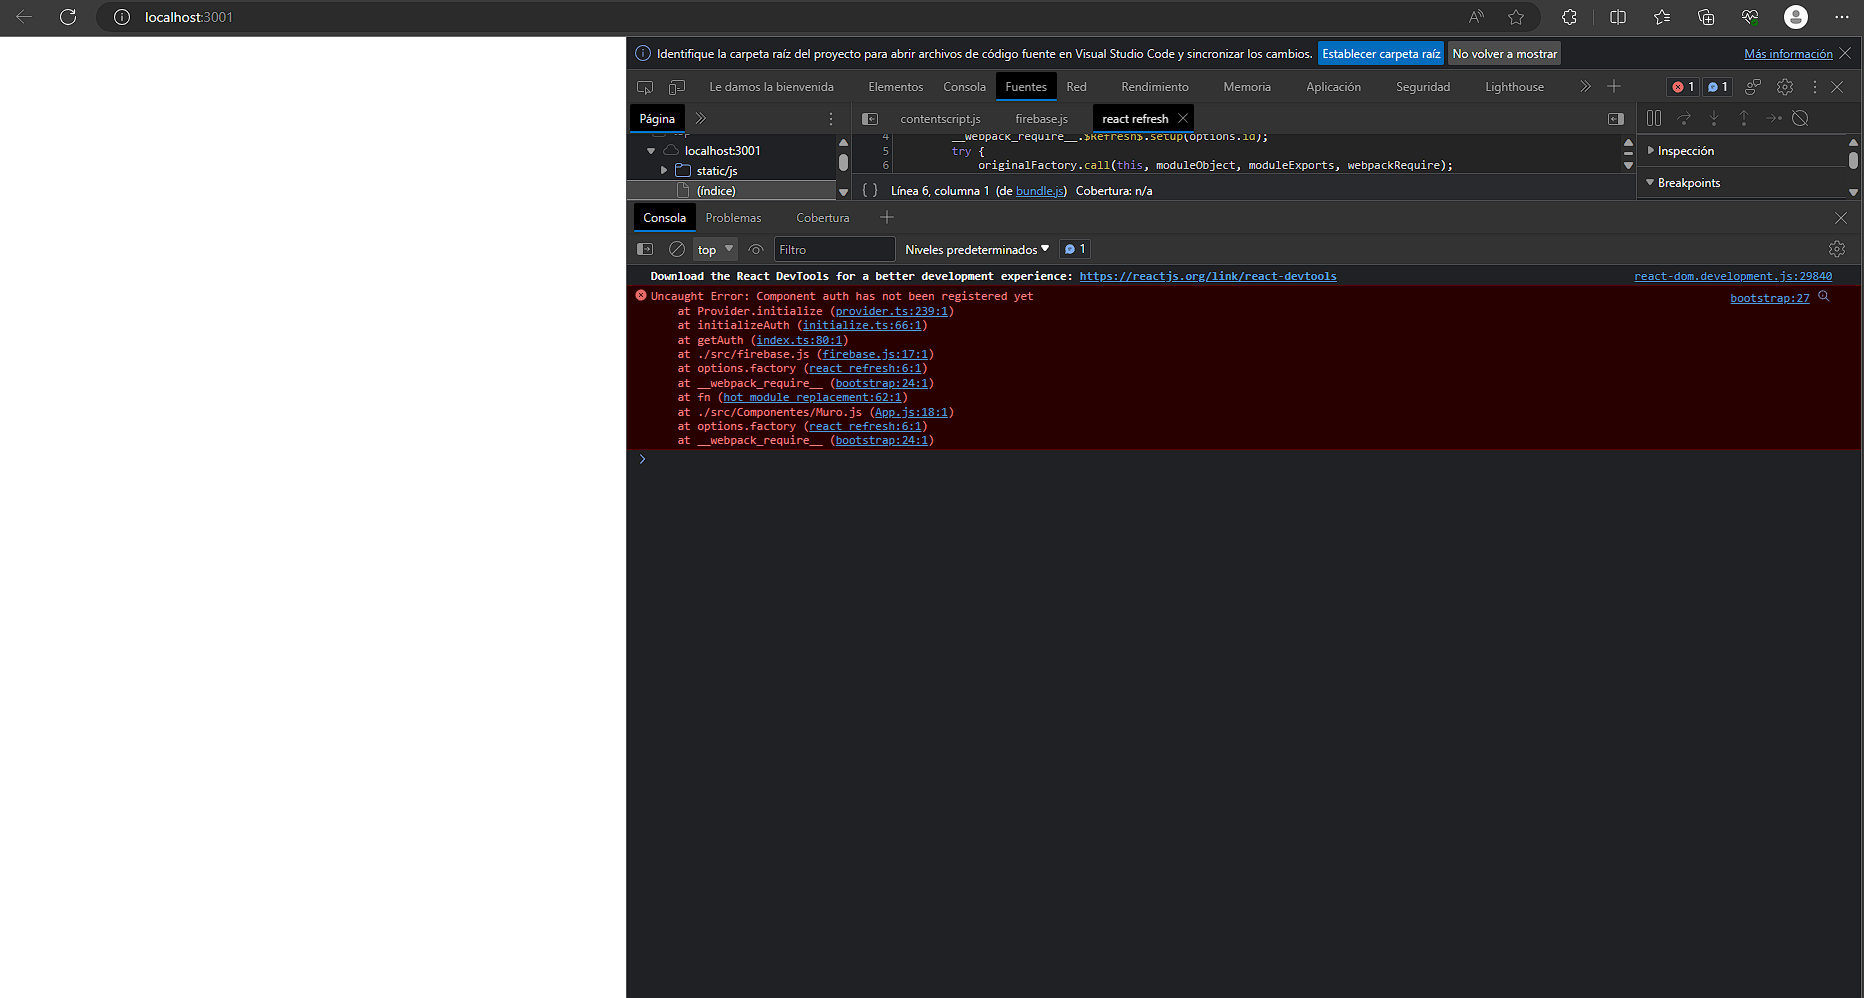 localhost:3001
Identifique la carpeta raíz del proyecto para abrir archivos de código fuente en Visual Studio Code y sincronizar los cambios. Establecer carpeta raíz No volver a mostrar Más información
Le damos la bienvenida Elementos Consola Fuentes Red Rendimiento Memoria Aplicación Seguridad Lighthouse 1 1
Página contentscript.js firebase.js react refresh
4 __webpack_require__.$Refresh$.setup(options.id);
localhost:3001 5 try { Inspección
static/js 6 originalFactory.call(this, moduleObject, moduleExports, webpackRequire);
(índice) { } Línea 6, columna 1 (de bundle.js) Cobertura: n/a Breakpoints
Consola Problemas Cobertura
top Filtro Niveles predeterminados 1
Download the React DevTools for a better development experience: https://reactjs.org/link/react-devtools react-dom.development.js:29840
Uncaught Error: Component auth has not been registered yet bootstrap:27
at Provider.initialize (provider.ts:239:1)
at initializeAuth (initialize.ts:66:1)
at getAuth (index.ts:80:1)
at ./src/firebase.js (firebase.js:17:1)
at options.factory (react refresh:6:1)
at __webpack_require__ (bootstrap:24:1)
at fn (hot module replacement:62:1)
at ./src/Componentes/Muro.js (App.js:18:1)
at options.factory (react refresh:6:1)
at __webpack_require__ (bootstrap:24:1)